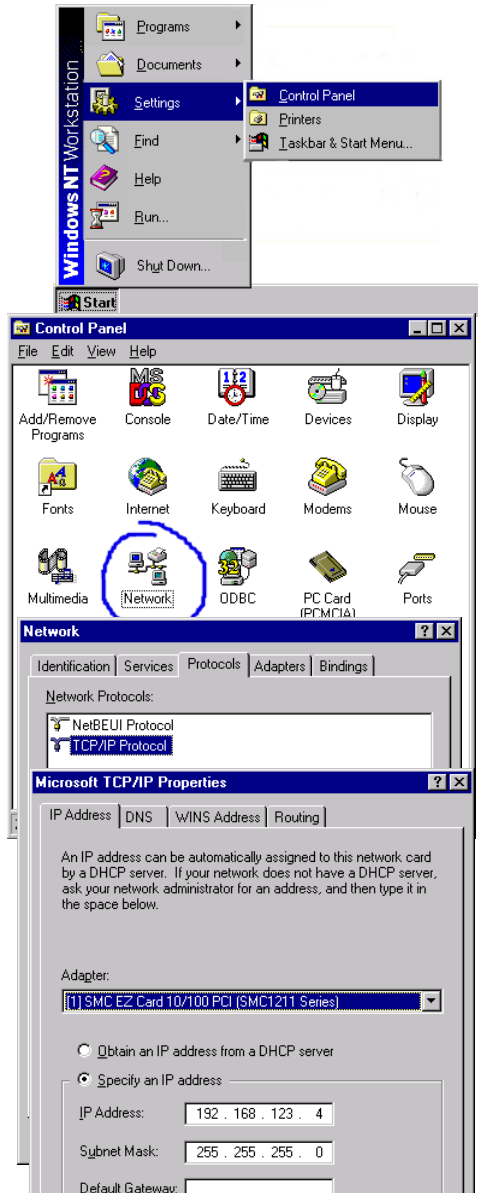 Windows NT Workstation
Programs
Documents
Settings
Find
Help
Run...
Shut Down...
Control Panel
Printers
Taskbar & Start Menu...
Start
Control Panel
File Edit View Help
Add/Remove Programs
Console
Date/Time
Devices
Display
Fonts
Internet
Keyboard
Modems
Mouse
Multimedia
Network
ODBC
PC Card (PCMCIA)
Ports
Network
Identification Services Protocols Adapters Bindings
Network Protocols:
NetBEUI Protocol
TCP/IP Protocol
Microsoft TCP/IP Properties
IP Address DNS WINS Address Routing
An IP address can be automatically assigned to this network card
by a DHCP server. If your network does not have a DHCP server,
ask your network administrator for an address, and then type it in
the space below.
Adapter:
[1] SMC EZ Card 10/100 PCI (SMC1211 Series)
Obtain an IP address from a DHCP server
Specify an IP address
IP Address: 192 . 168 . 123 . 4
Subnet Mask: 255 . 255 . 255 . 0
Default Gateway: